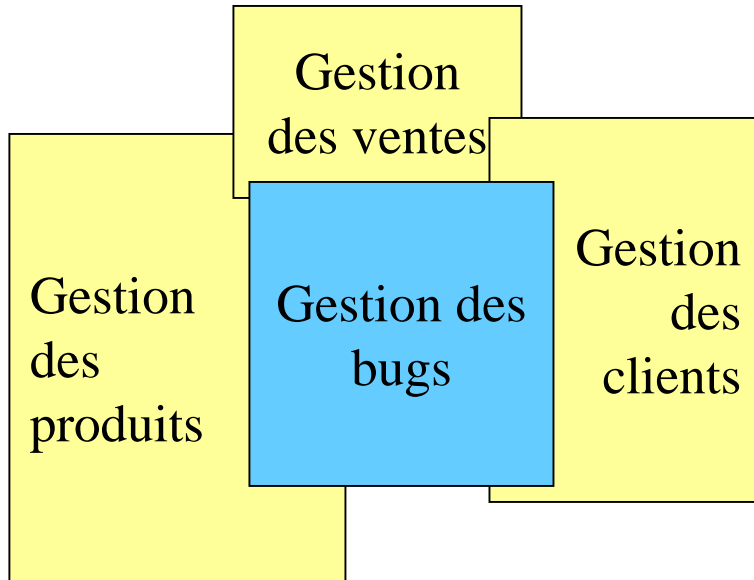 Gestion
des ventes
Gestion
des
produits
Gestion des
bugs
Gestion
des
clients